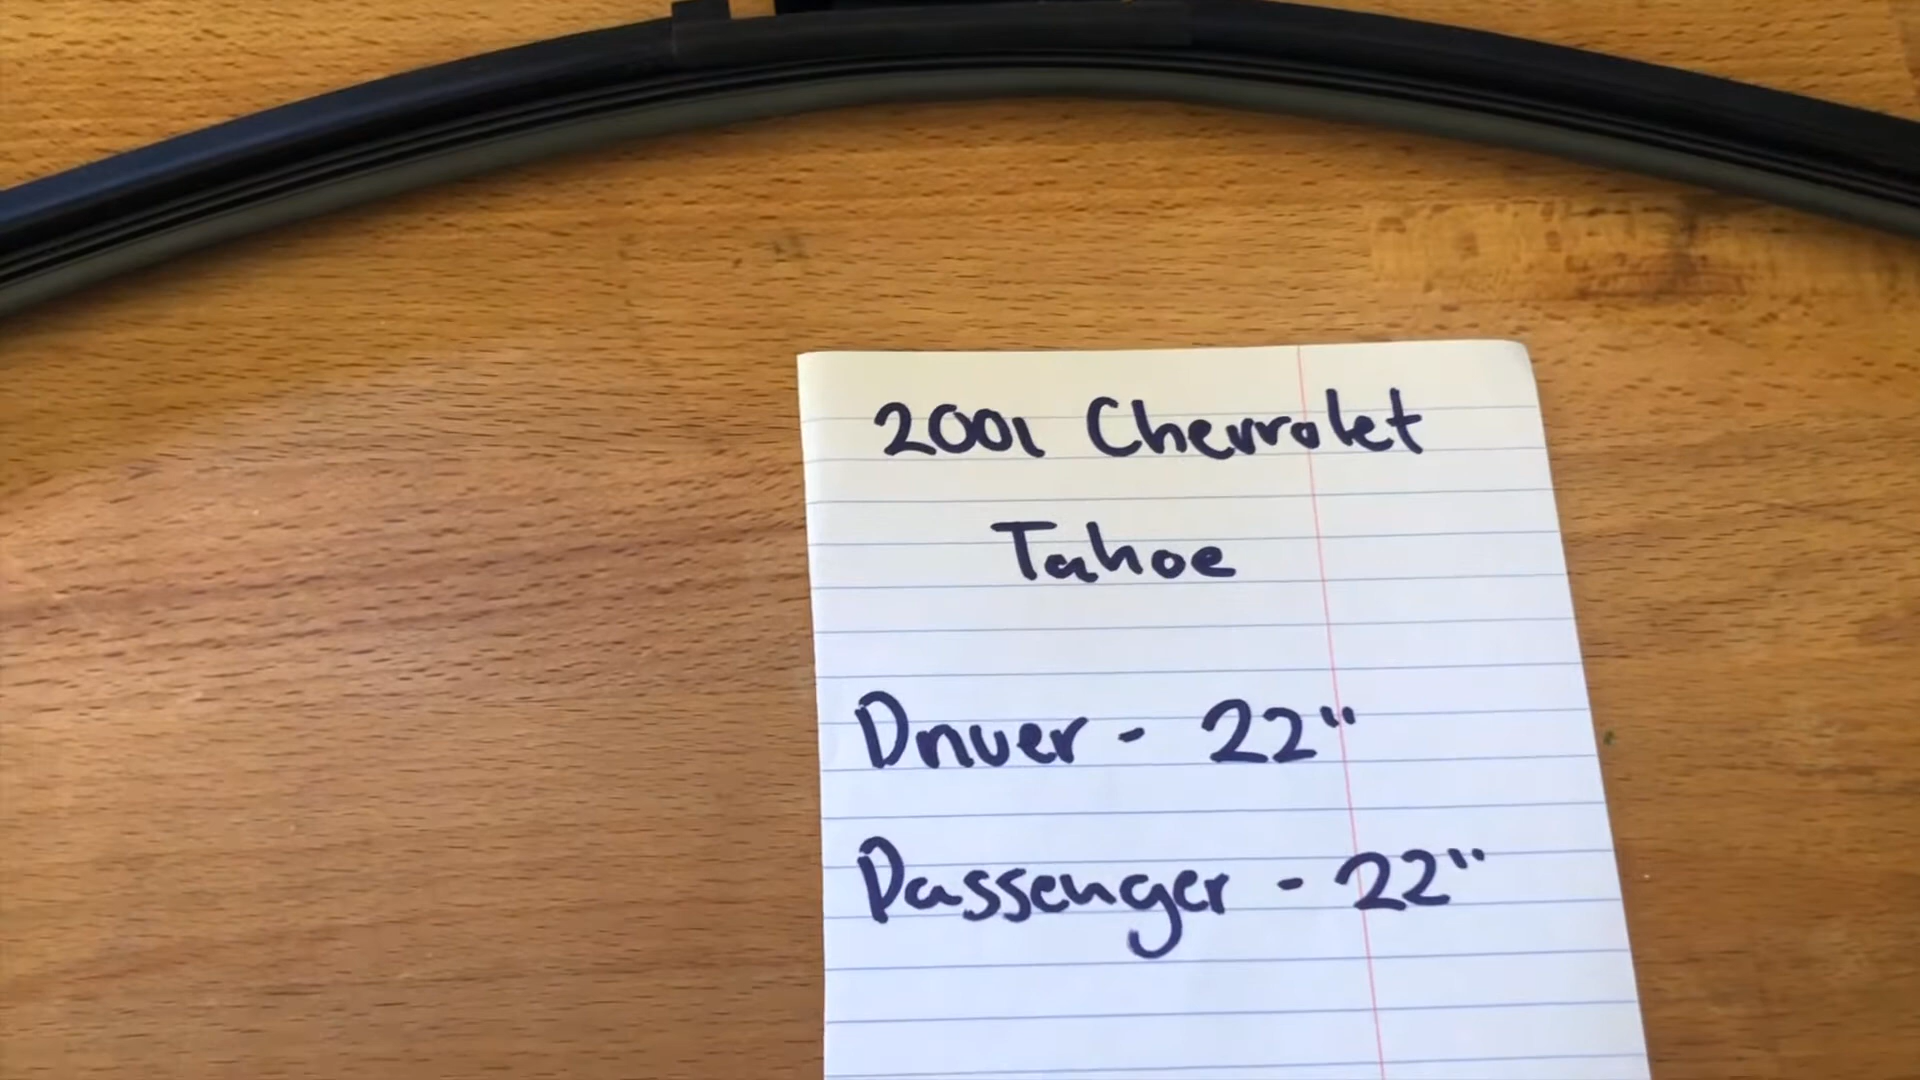 2001 Chevrolet
Tahoe
Driver - 22"
Passenger - 22"